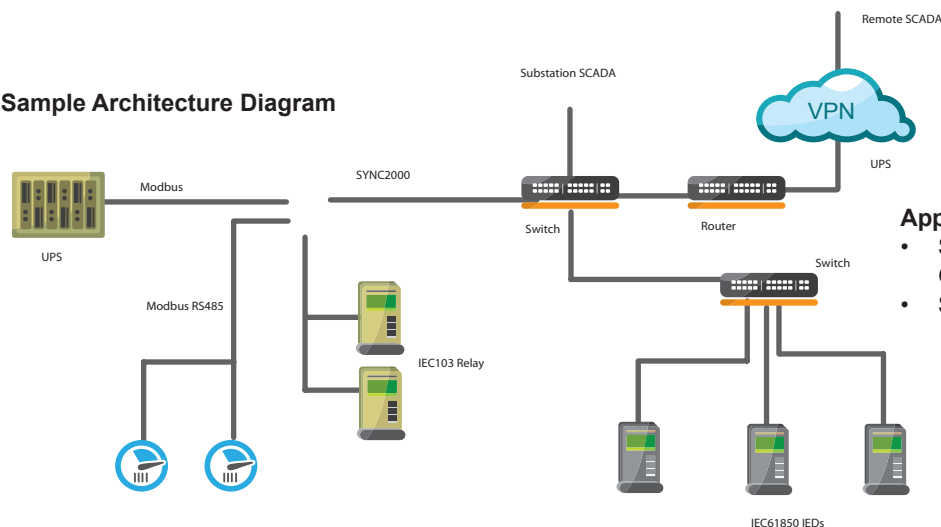 Remote SCADA
Substation SCADA
Sample Architecture Diagram
VPN
UPS
SYNC2000
Modbus
Switch
Router
App
• S
UPS
Switch
• S
Modbus RS485
IEC103 Relay
IEC61850 IEDs